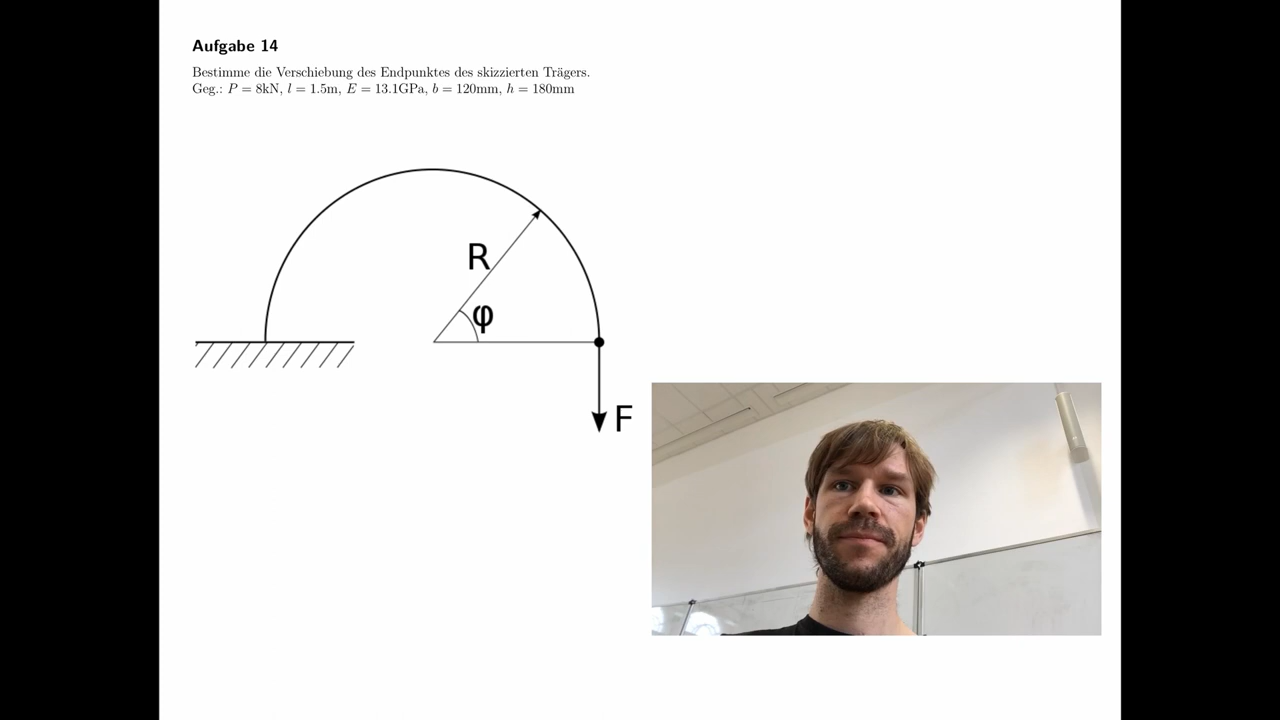 Aufgabe 14
Bestimme die Verschiebung des Endpunktes des skizzierten Trägers.
Geg.: P = 8kN, l = 1.5m, E = 13.1GPa, b = 120mm, h = 180mm
R
φ
F